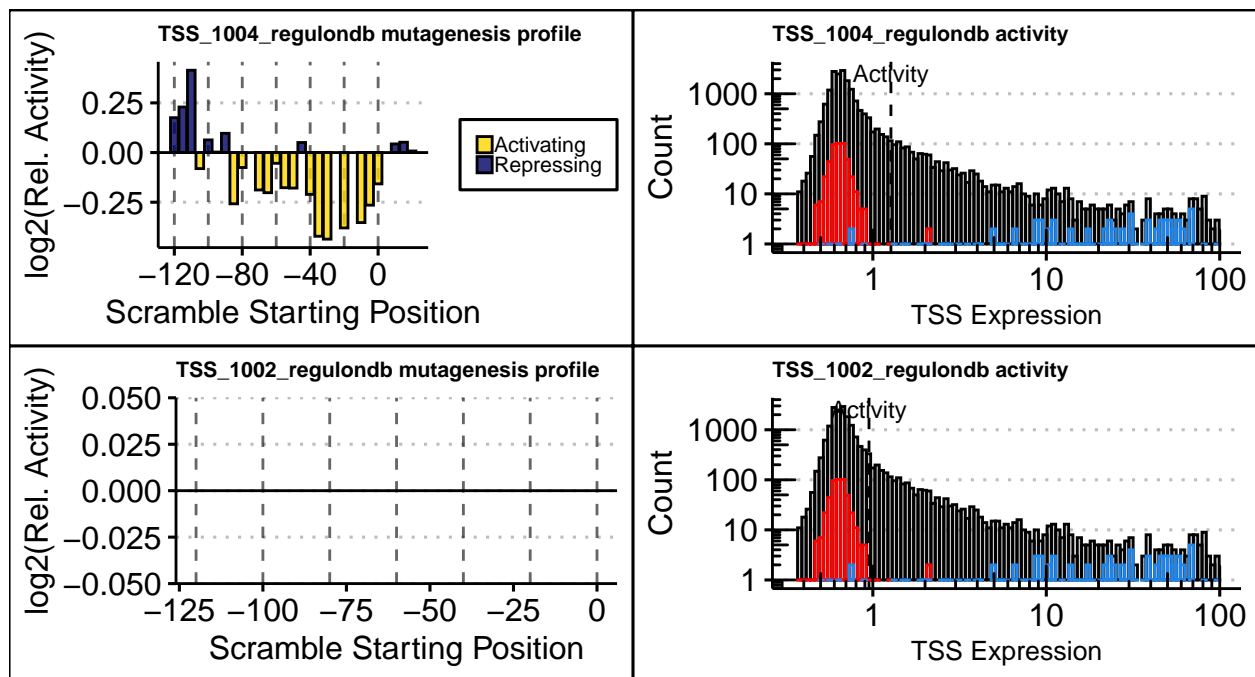 TSS_1004_regulondb mutagenesis profile
log2(Rel. Activity)
0.25
0.00
−0.25
−120 −80 −40 0
Scramble Starting Position
Activating
Repressing
TSS_1004_regulondb activity
Activity
Count
1000
100
10
1
1 10 100
TSS Expression
TSS_1002_regulondb mutagenesis profile
log2(Rel. Activity)
0.050
0.025
0.000
−0.025
−0.050
−125 −100 −75 −50 −25 0
Scramble Starting Position
TSS_1002_regulondb activity
Activity
Count
1000
100
10
1
1 10 100
TSS Expression